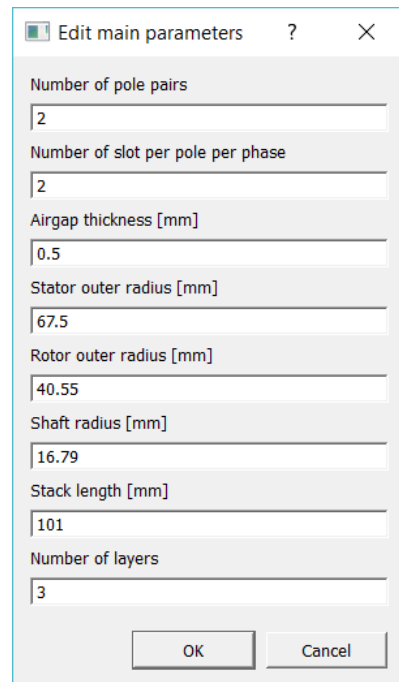 Edit main parameters ?
Number of pole pairs
2
Number of slot per pole per phase
2
Airgap thickness [mm]
0.5
Stator outer radius [mm]
67.5
Rotor outer radius [mm]
40.55
Shaft radius [mm]
16.79
Stack length [mm]
101
Number of layers
3
OK Cancel